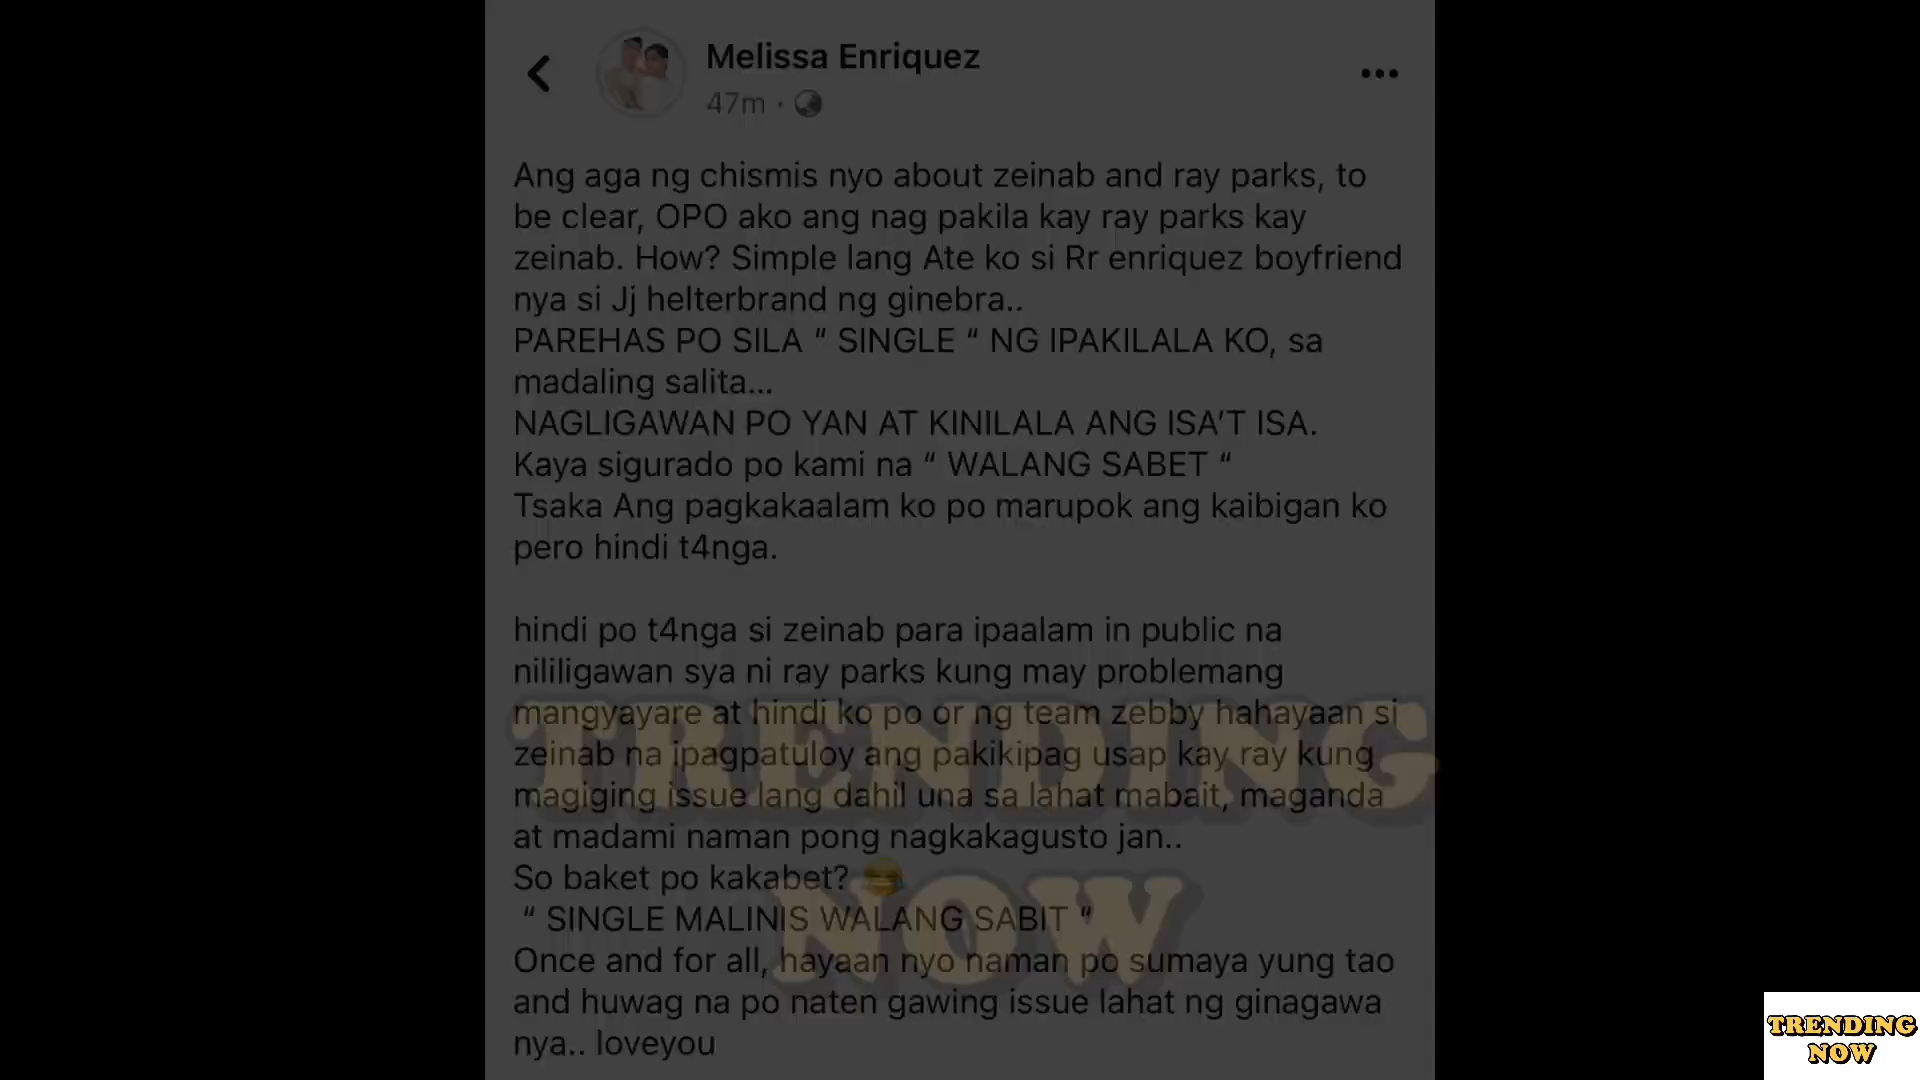 Melissa Enriquez
47m ·
Ang aga ng chismis nyo about zeinab and ray parks, to
be clear, OPO ako ang nag pakila kay ray parks kay
zeinab. How? Simple lang Ate ko si Rr enriquez boyfriend
nya si Jj helterbrand ng ginebra..
PAREHAS PO SILA “ SINGLE “ NG IPAKILALA KO, sa
madaling salita...
NAGLIGAWAN PO YAN AT KINILALA ANG ISA’T ISA.
Kaya sigurado po kami na “ WALANG SABET “
Tsaka Ang pagkakaalam ko po marupok ang kaibigan ko
pero hindi t4nga.
hindi po t4nga si zeinab para ipaalam in public na
nililigawan sya ni ray parks kung may problemang
mangyayare at hindi ko po or ng team zebby hahayaan si
zeinab na ipagpatuloy ang pakikipag usap kay ray kung
magiging issue lang dahil una sa lahat mabait, maganda
at madami naman pong nagkakagusto jan..
So baket po kakabet? 😂
“ SINGLE MALINIS WALANG SABIT “
Once and for all, hayaan nyo naman po sumaya yung tao
and huwag na po naten gawing issue lahat ng ginagawa
nya.. loveyou
TRENDING
NOW
TRENDING
NOW